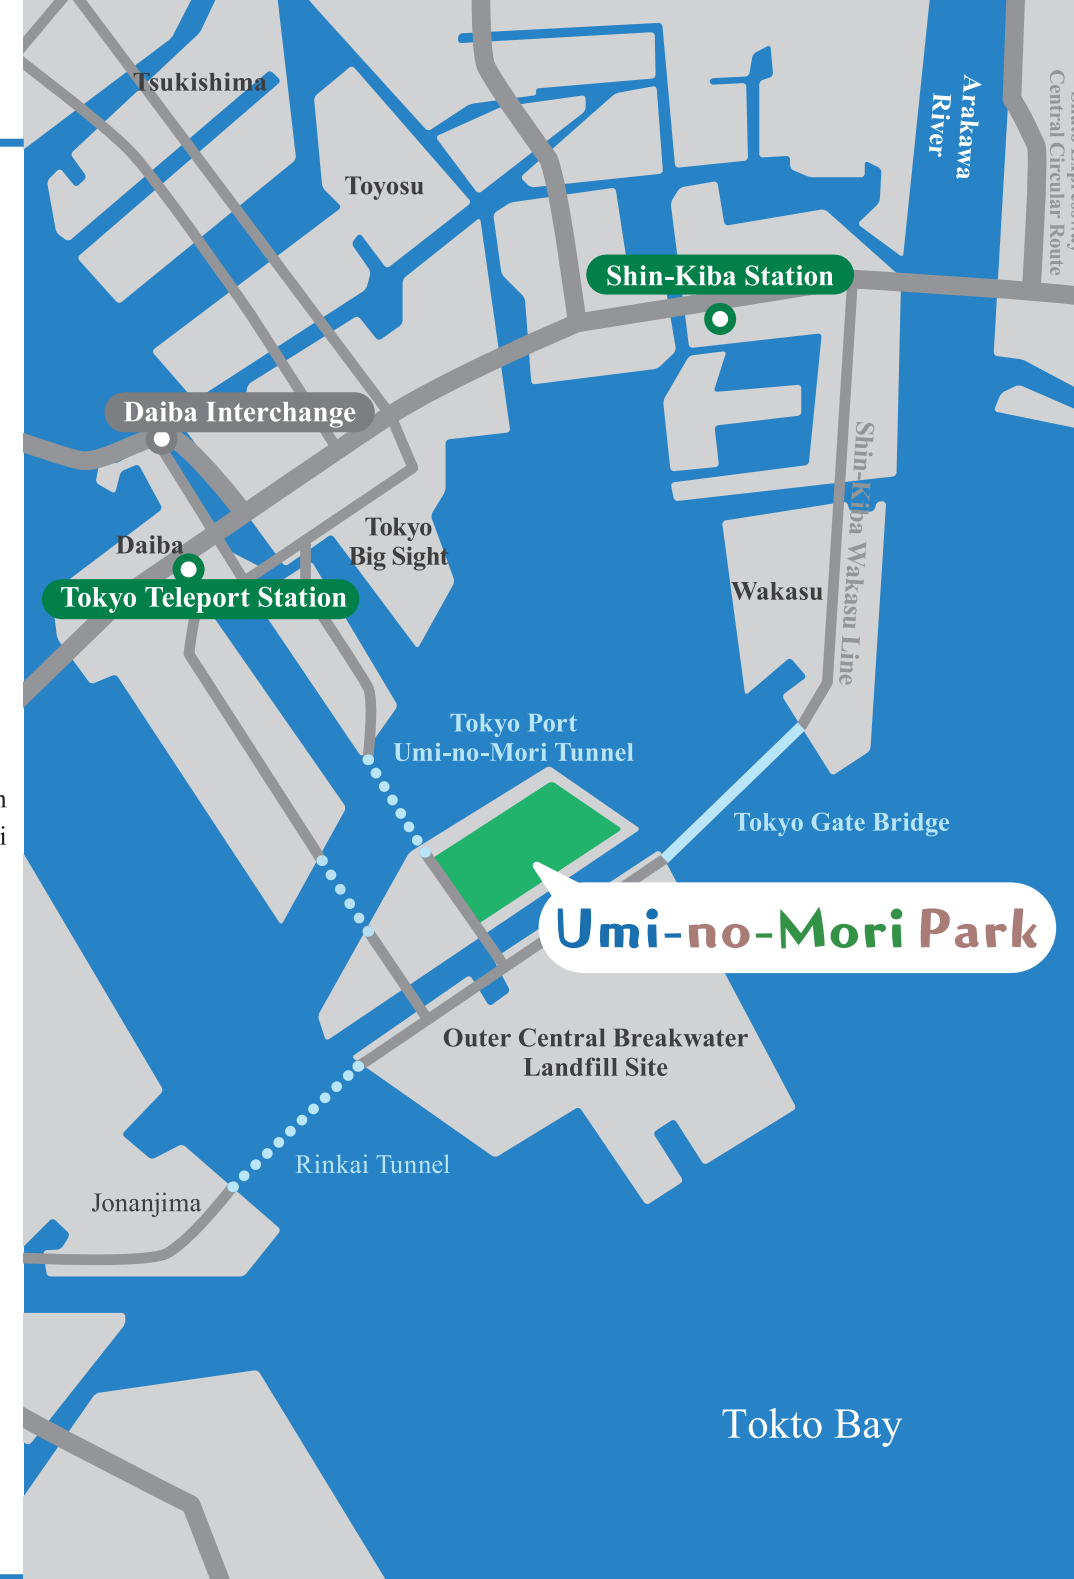 Tsukishima
Toyosu
Arakawa
River
Central Circular Route
Shin-Kiba Station
Daiba Interchange
Shin-Kiba Wakasu Line
Tokyo
Big Sight
Daiba
Tokyo Teleport Station
Wakasu
Tokyo Port
Umi-no-Mori Tunnel
Tokyo Gate Bridge
Umi-no-Mori Park
Outer Central Breakwater
Landfill Site
Rinkai Tunnel
Jonanjima
Tokto Bay